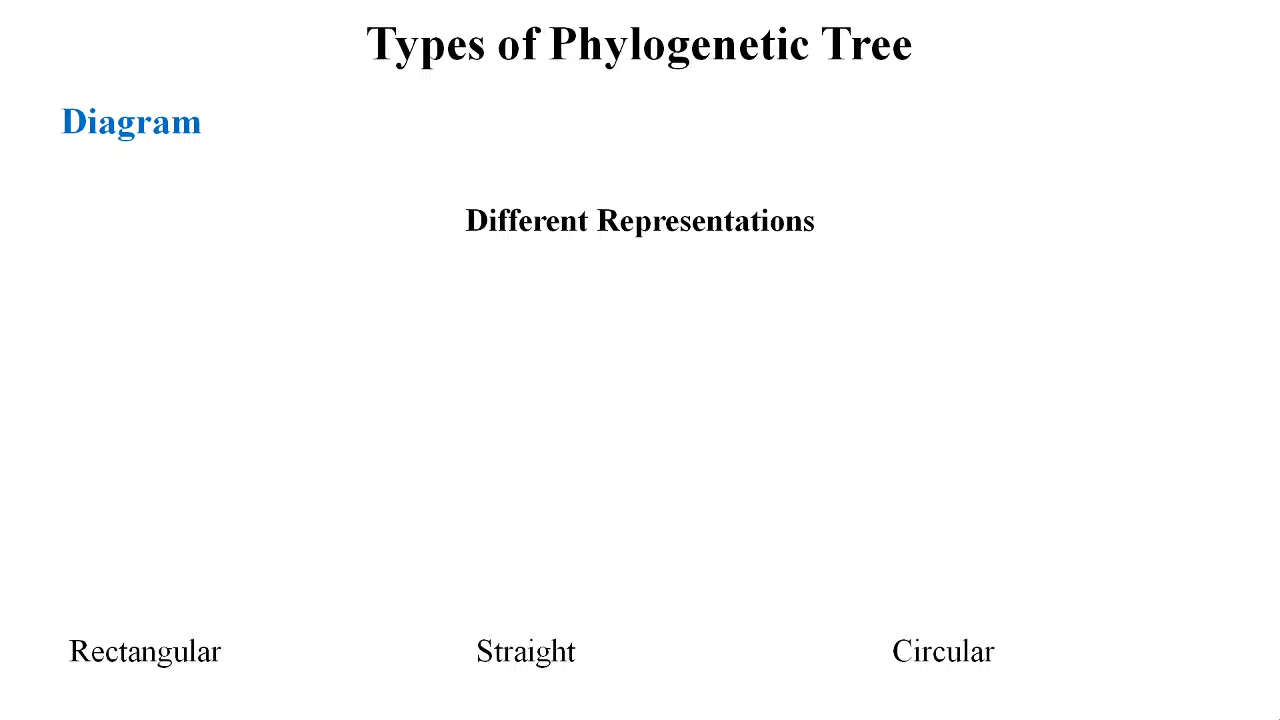 Types of Phylogenetic Tree
Diagram
Different Representations
Rectangular Straight Circular